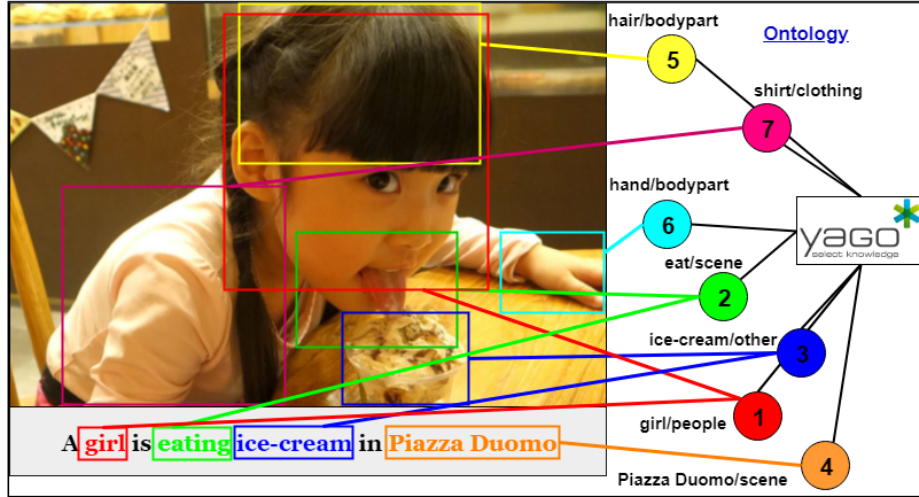 hair/bodypart
Ontology
5
shirt/clothing
7
hand/bodypart
6
yago
select knowledge
eat/scene
2
ice-cream/other
3
girl/people
1
A girl is eating ice-cream in Piazza Duomo
4
Piazza Duomo/scene